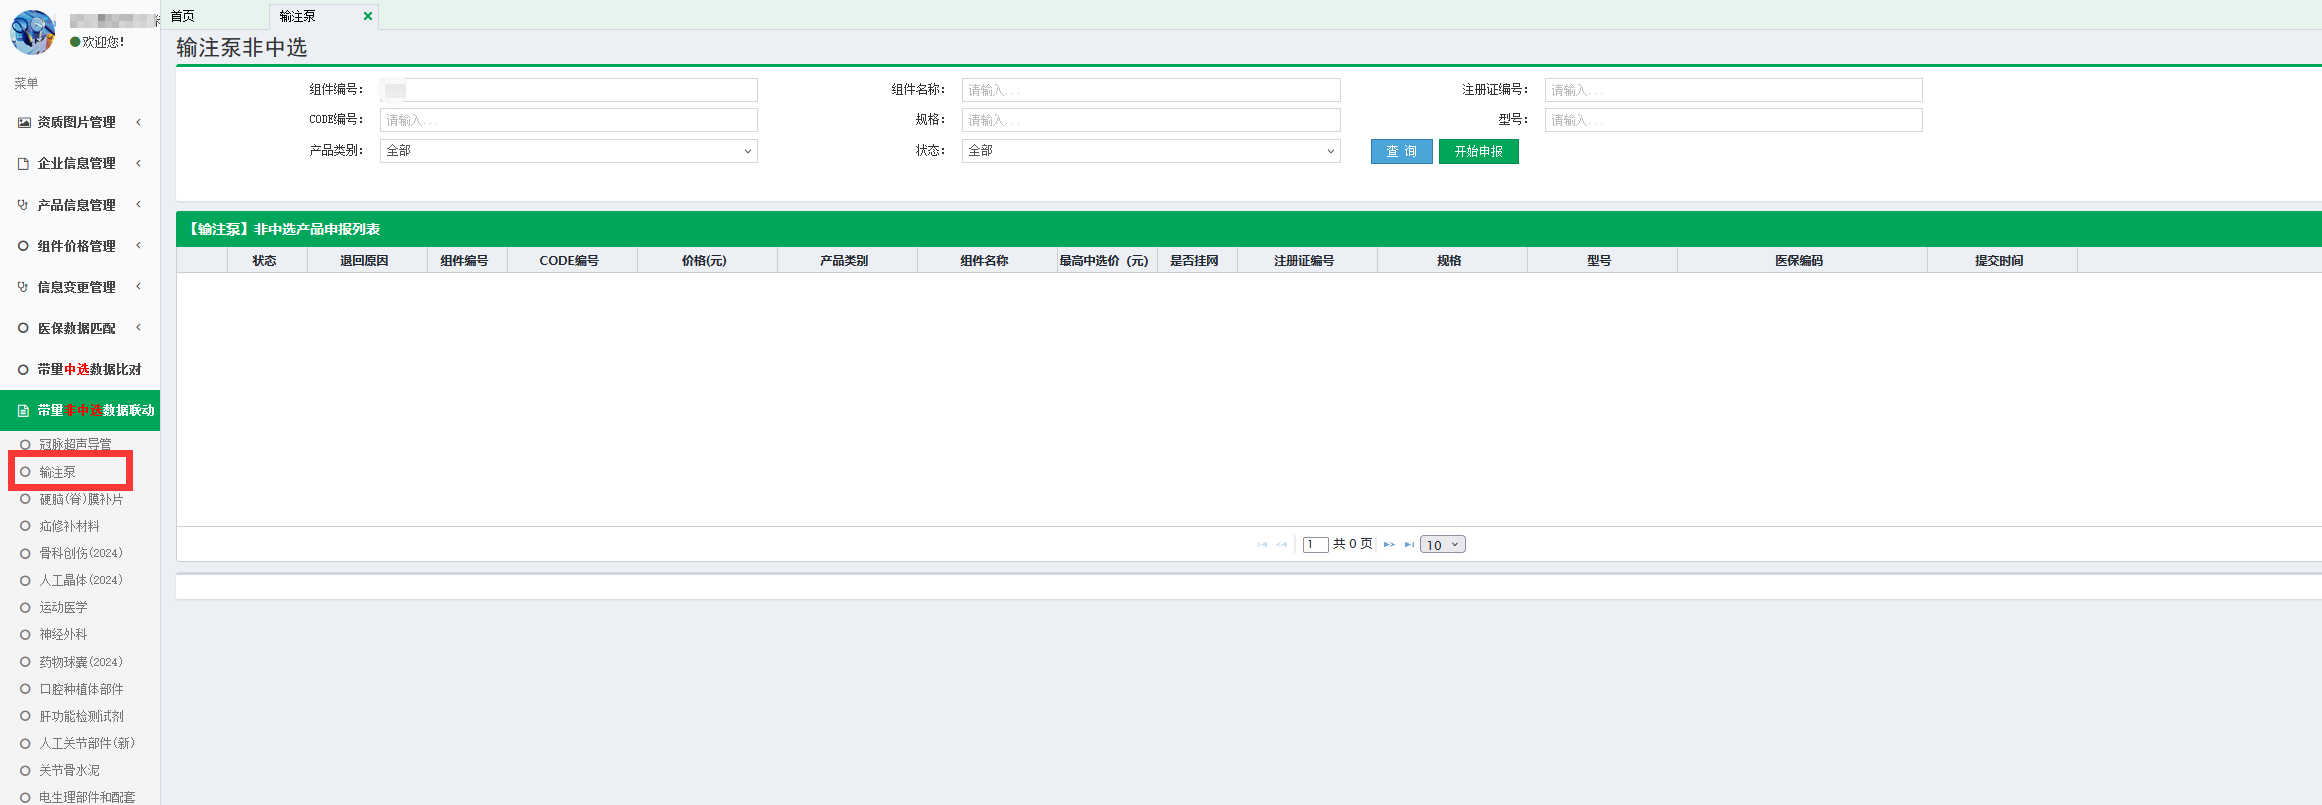 欢迎您!
菜单
资质图片管理
企业信息管理
产品信息管理
组件价格管理
信息变更管理
医保数据匹配
带量中选数据比对
带量非中选数据联动
冠脉超声导管
输注泵
硬脑(脊)膜补片
疝修补材料
骨科创伤(2024)
人工晶体(2024)
运动医学
神经外科
药物球囊(2024)
口腔种植体部件
肝功能检测试剂
人工关节部件(新)
关节骨水泥
电生理部件和配套
首页 输注泵
输注泵非中选
组件编号: 组件名称: 请输入... 注册证编号: 请输入...
CODE编号: 请输入... 规格: 请输入... 型号: 请输入...
产品类别: 全部 状态: 全部 查 询 开始申报
【输注泵】非中选产品申报列表
状态 退回原因 组件编号 CODE编号 价格(元) 产品类别 组件名称 最高中选价（元） 是否挂网 注册证编号 规格 型号 医保编码 提交时间
1 共 0 页 10